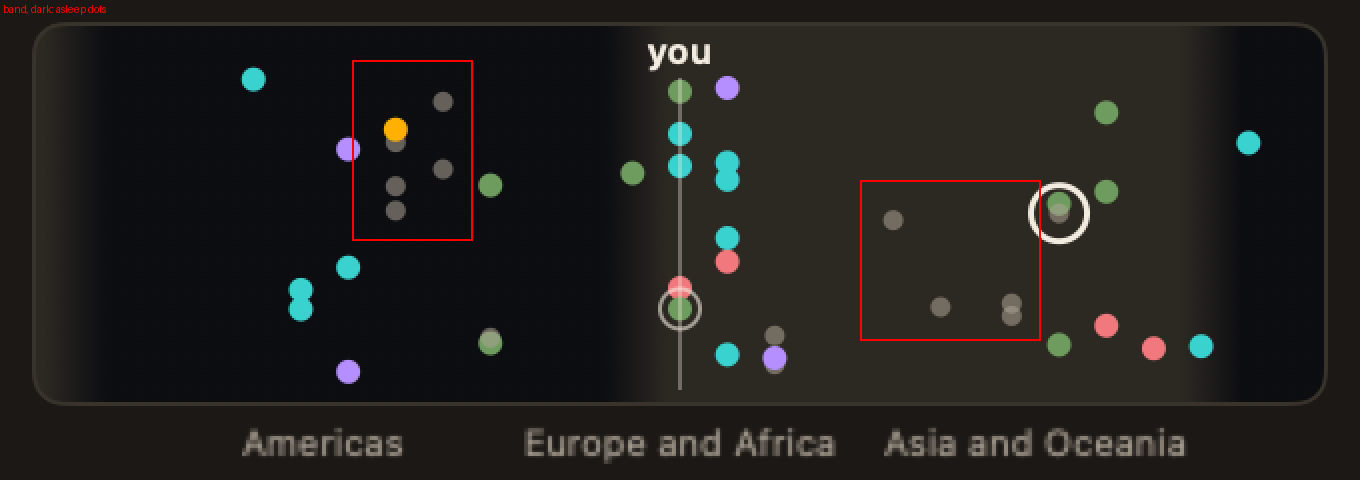 band, dark, asleep dots
you
Americas
Europe and Africa
Asia and Oceania